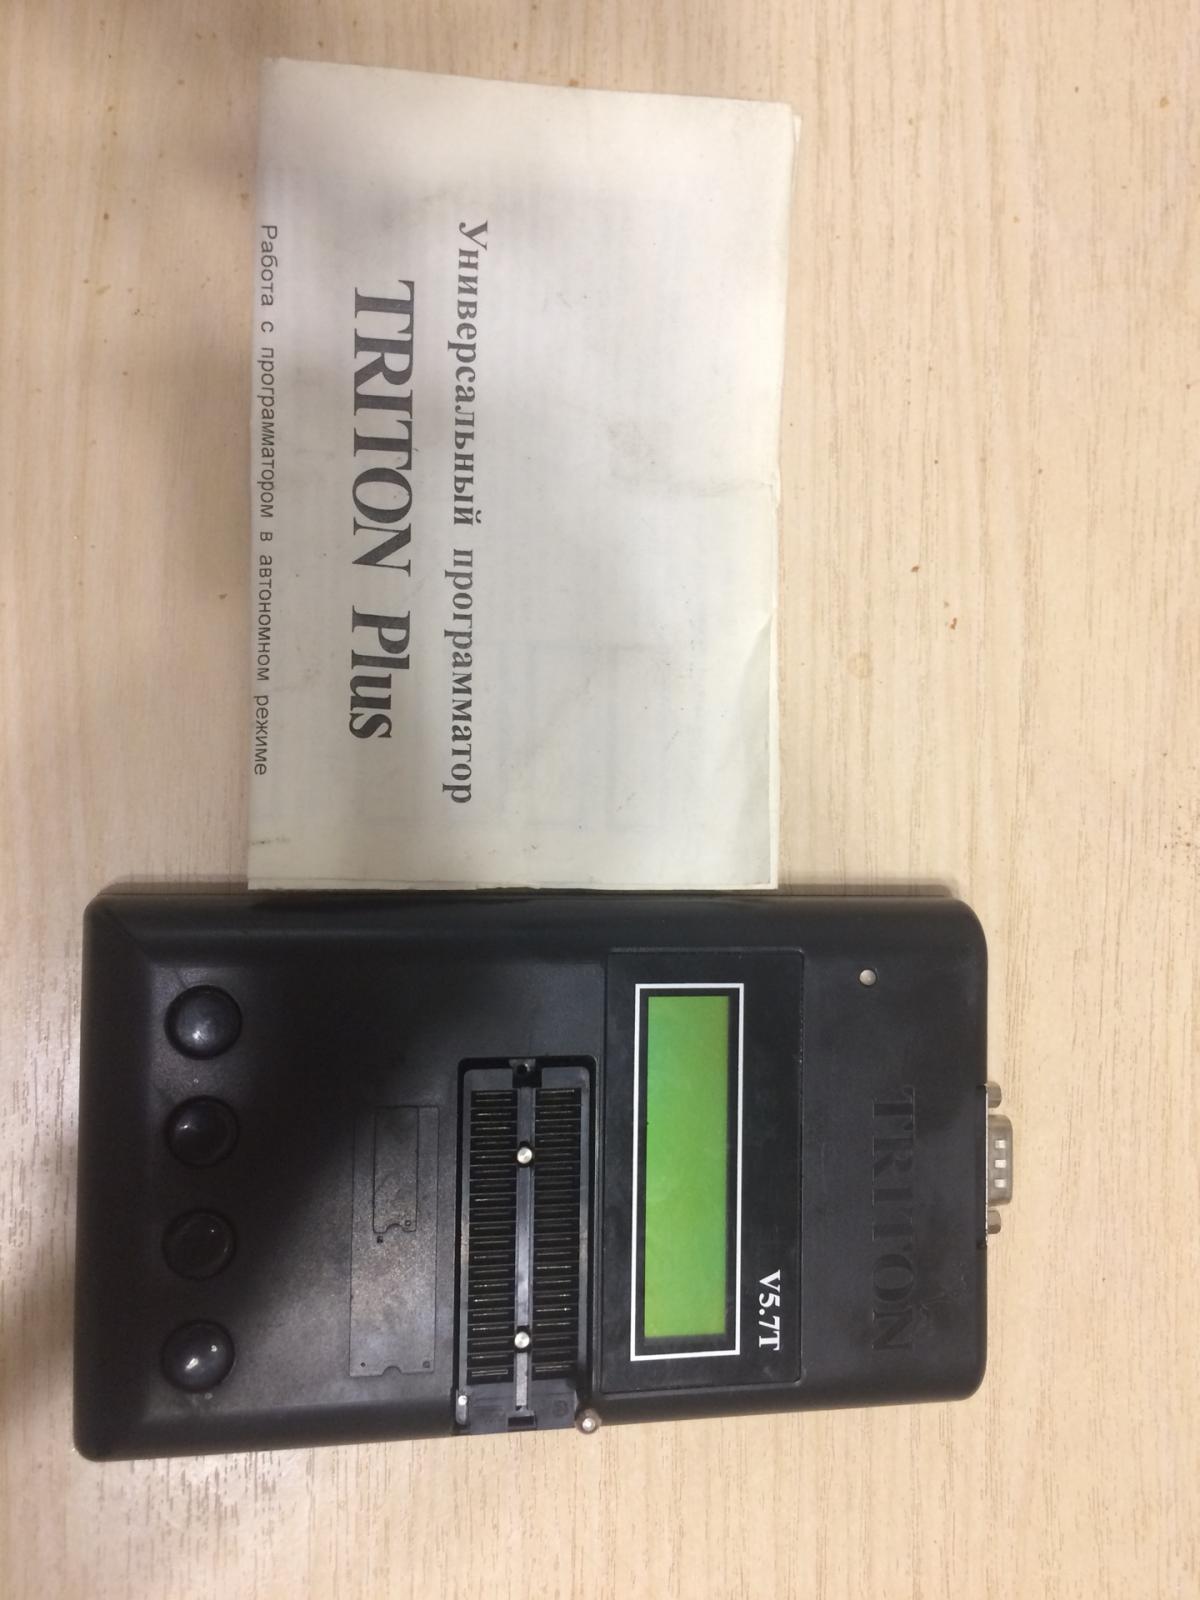 Универсальный программатор
TRITON Plus
Работа с программатором в автономном режиме
TRITON
V5.7T